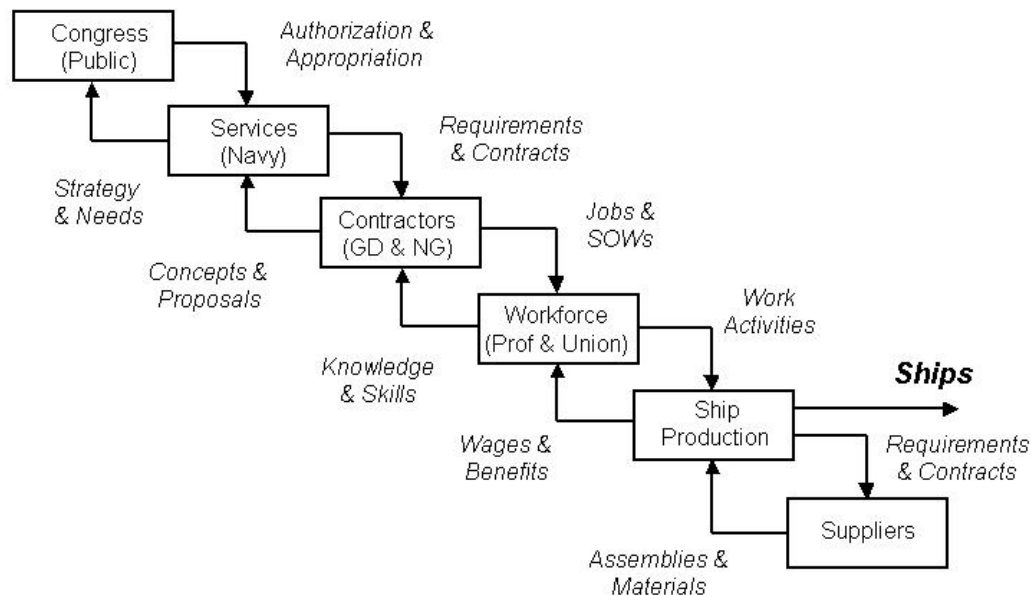 Congress
(Public)
Authorization &
Appropriation
Services
(Navy)
Requirements
& Contracts
Strategy
& Needs
Contractors
(GD & NG)
Jobs &
SOWs
Concepts &
Proposals
Workforce
(Prof & Union)
Work
Activities
Knowledge
& Skills
Ships
Ship
Production
Wages &
Benefits
Requirements
& Contracts
Suppliers
Assemblies &
Materials